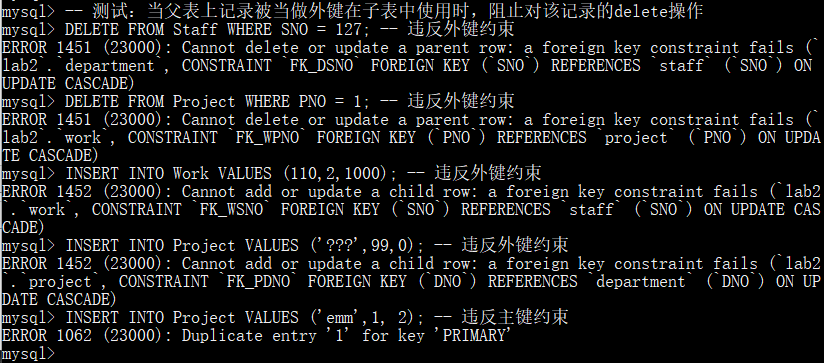 mysql> -- 测试：当父表上记录被当做外键在子表中使用时，阻止对该记录的delete操作
mysql> DELETE FROM Staff WHERE SNO = 127; -- 违反外键约束
ERROR 1451 (23000): Cannot delete or update a parent row: a foreign key constraint fails (`
lab2`.`department`, CONSTRAINT `FK_DSNO` FOREIGN KEY (`SNO`) REFERENCES `staff` (`SNO`) ON
UPDATE CASCADE)
mysql> DELETE FROM Project WHERE PNO = 1; -- 违反外键约束
ERROR 1451 (23000): Cannot delete or update a parent row: a foreign key constraint fails (`
lab2`.`work`, CONSTRAINT `FK_WPNO` FOREIGN KEY (`PNO`) REFERENCES `project` (`PNO`) ON UPDA
TE CASCADE)
mysql> INSERT INTO Work VALUES (110,2,1000); -- 违反外键约束
ERROR 1452 (23000): Cannot add or update a child row: a foreign key constraint fails (`lab2
`.`work`, CONSTRAINT `FK_WSNO` FOREIGN KEY (`SNO`) REFERENCES `staff` (`SNO`) ON UPDATE CAS
CADE)
mysql> INSERT INTO Project VALUES ('???',99,0); -- 违反外键约束
ERROR 1452 (23000): Cannot add or update a child row: a foreign key constraint fails (`lab2
`.`project`, CONSTRAINT `FK_PDNO` FOREIGN KEY (`DNO`) REFERENCES `department` (`DNO`) ON UP
DATE CASCADE)
mysql> INSERT INTO Project VALUES ('emm',1, 2); -- 违反主键约束
ERROR 1062 (23000): Duplicate entry '1' for key 'PRIMARY'
mysql>